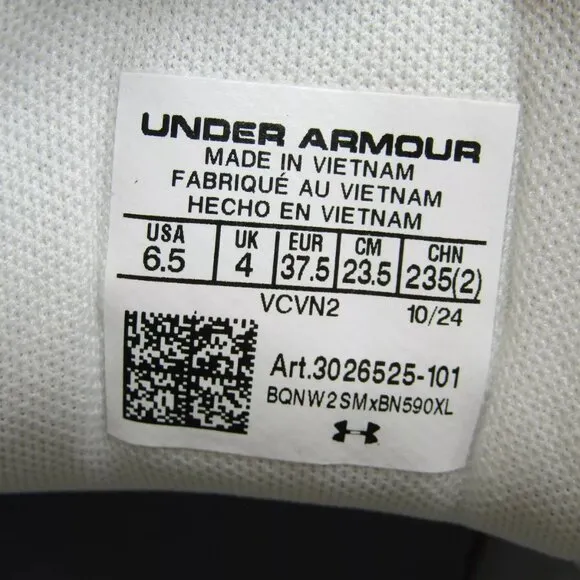 UNDER ARMOUR
MADE IN VIETNAM
FABRIQUÉ AU VIETNAM
HECHO EN VIETNAM
USA UK EUR CM CHN
6.5 4 37.5 23.5 235(2)
VCVN2 10/24
Art.3026525-101
BQNW2SMxBN590XL